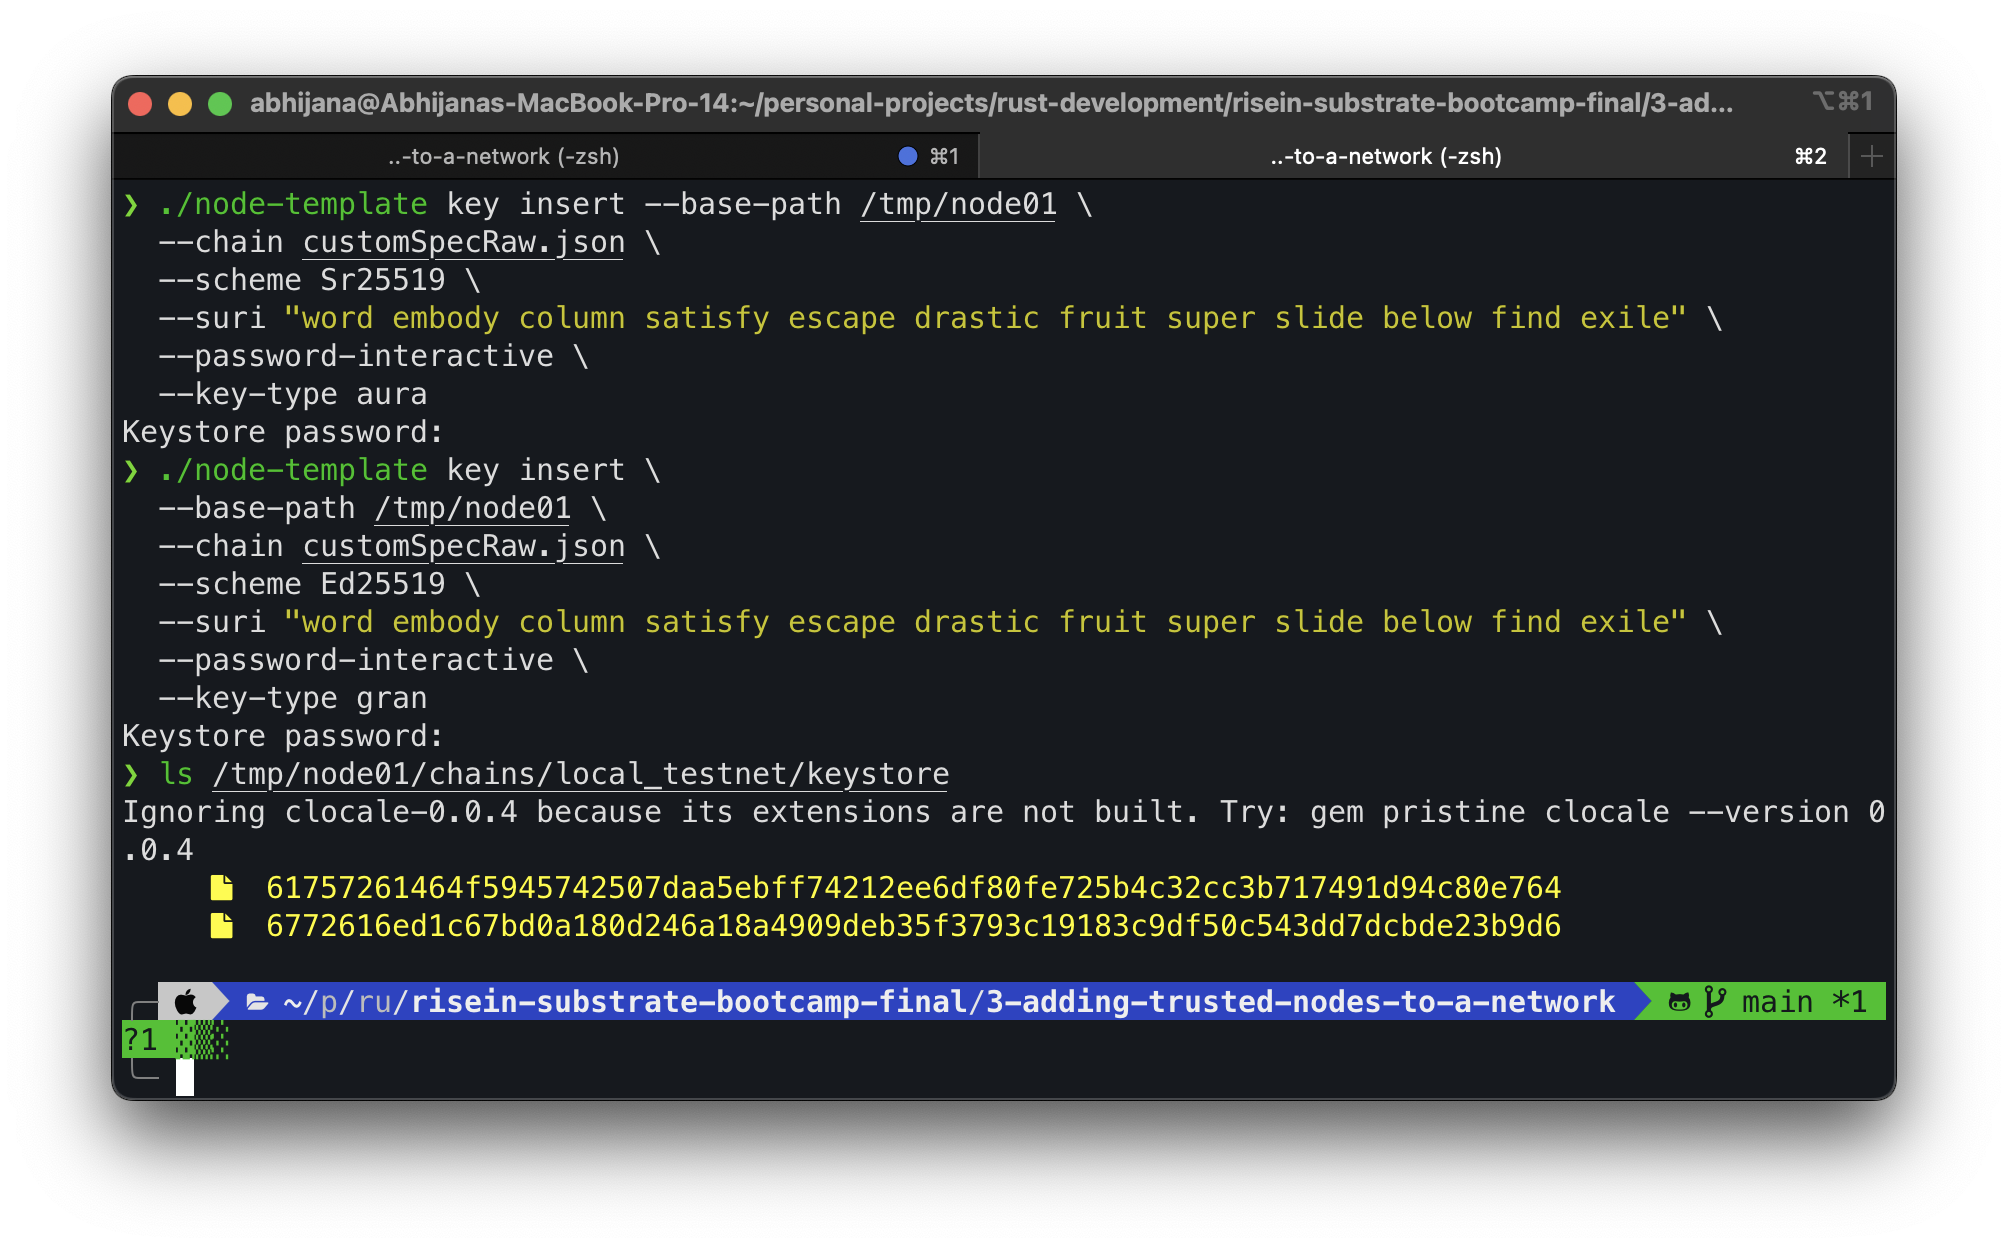 abhijana@Abhijanas-MacBook-Pro-14:~/personal-projects/rust-development/risein-substrate-bootcamp-final/3-ad... ⌥⌘1
..-to-a-network (-zsh) ⌘1 ..-to-a-network (-zsh) ⌘2
❯ ./node-template key insert --base-path /tmp/node01 \
--chain customSpecRaw.json \
--scheme Sr25519 \
--suri "word embody column satisfy escape drastic fruit super slide below find exile" \
--password-interactive \
--key-type aura
Keystore password:
❯ ./node-template key insert \
--base-path /tmp/node01 \
--chain customSpecRaw.json \
--scheme Ed25519 \
--suri "word embody column satisfy escape drastic fruit super slide below find exile" \
--password-interactive \
--key-type gran
Keystore password:
❯ ls /tmp/node01/chains/local_testnet/keystore
Ignoring clocale-0.0.4 because its extensions are not built. Try: gem pristine clocale --version 0
.0.4
61757261464f5945742507daa5ebff74212ee6df80fe725b4c32cc3b717491d94c80e764
6772616ed1c67bd0a180d246a18a4909deb35f3793c19183c9df50c543dd7dcbde23b9d6
~/p/ru/risein-substrate-bootcamp-final/3-adding-trusted-nodes-to-a-network main *1
?1